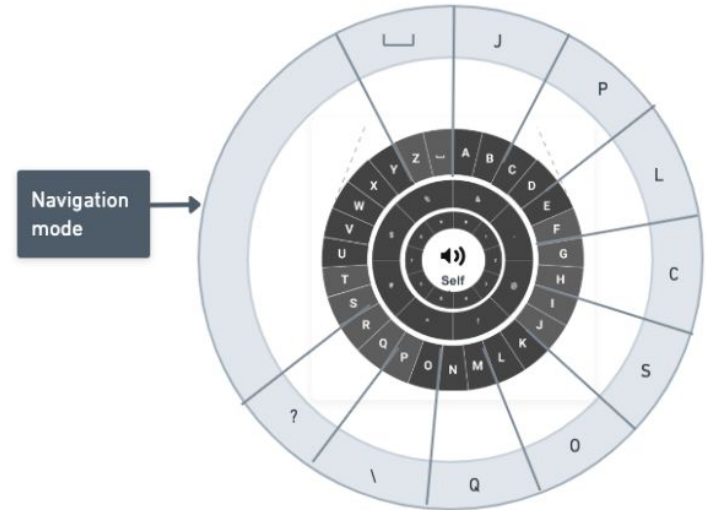 Navigation
mode
␣
J
P
L
C
S
O
Q
\
?
A
B
C
D
E
F
G
H
I
J
K
L
M
N
O
P
Q
R
S
T
U
V
W
X
Y
Z
␣
&
@
!
#
$
Self